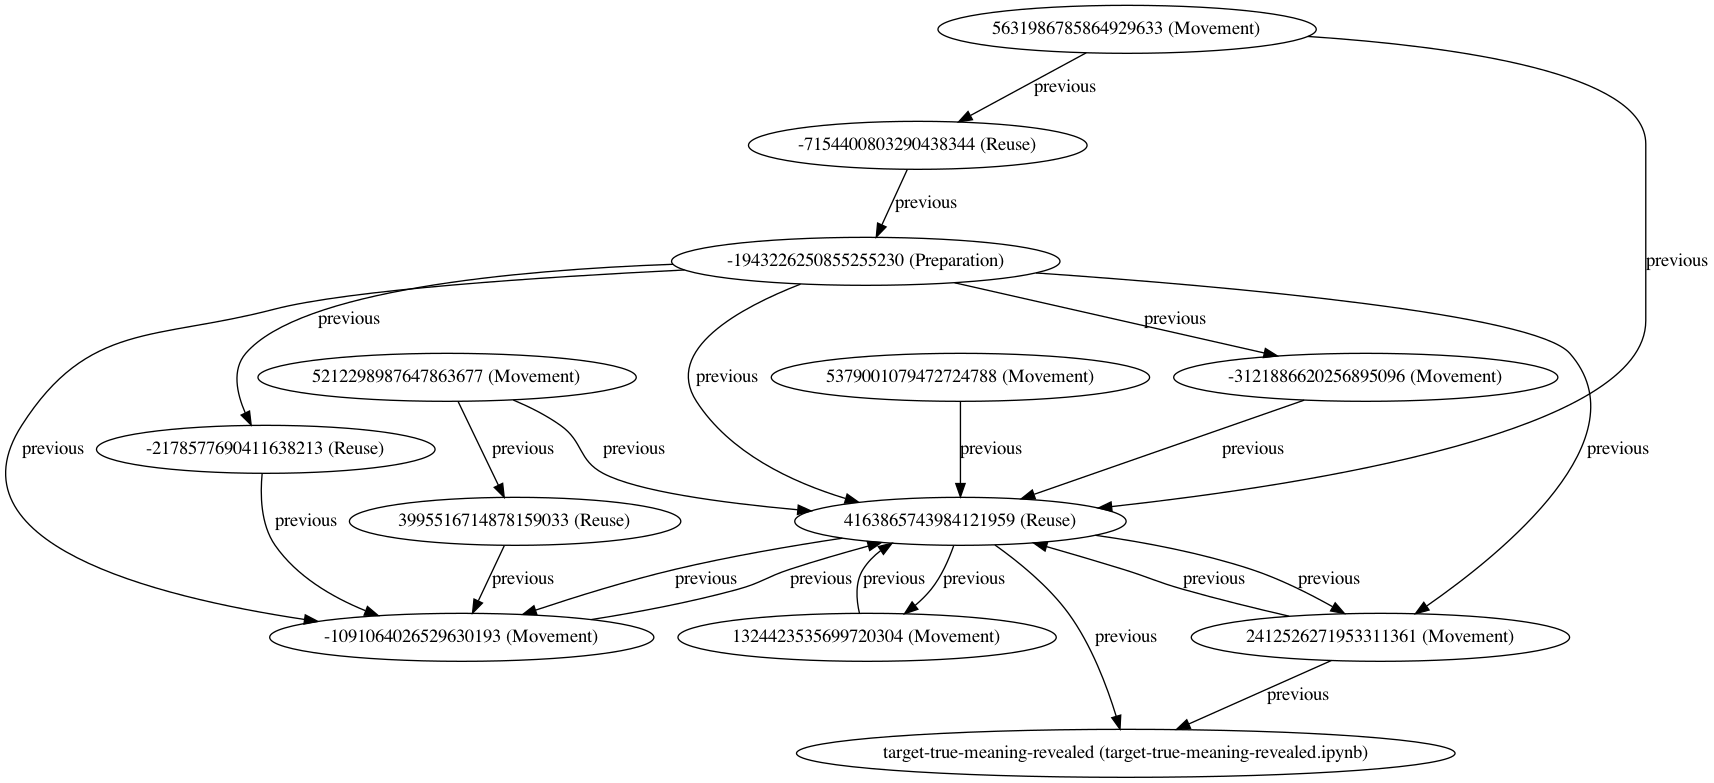 5631986785864929633 (Movement)
previous
-7154400803290438344 (Reuse)
previous
-1943226250855255230 (Preparation)
previous
previous
previous
5212298987647863677 (Movement)
previous
5379001079472724788 (Movement)
-3121886620256895096 (Movement)
previous
-2178577690411638213 (Reuse)
previous
previous
previous
previous
previous
previous
3995516714878159033 (Reuse)
4163865743984121959 (Reuse)
previous
previous
previous
previous
previous
previous
previous
previous
-1091064026529630193 (Movement)
1324423535699720304 (Movement)
previous
2412526271953311361 (Movement)
previous
target-true-meaning-revealed (target-true-meaning-revealed.ipynb)